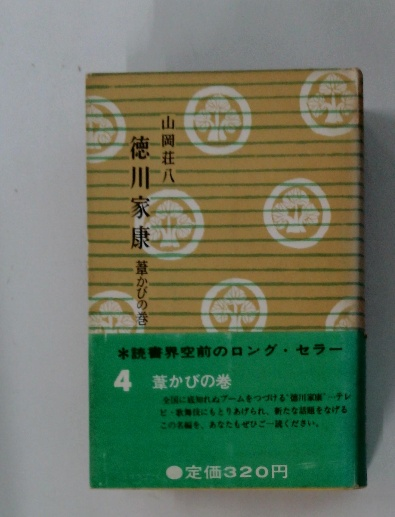 山岡荘八
徳川家康 葦かびの巻
＊読書界空前のロング・セラー
4 葦かびの巻
全国に底知れぬブームをつづける“徳川家康”―テレ
ビ・歌舞伎にもとりあげられ、新たな話題をなげる
この名編を、あなたもぜひご一読ください。
●定価320円